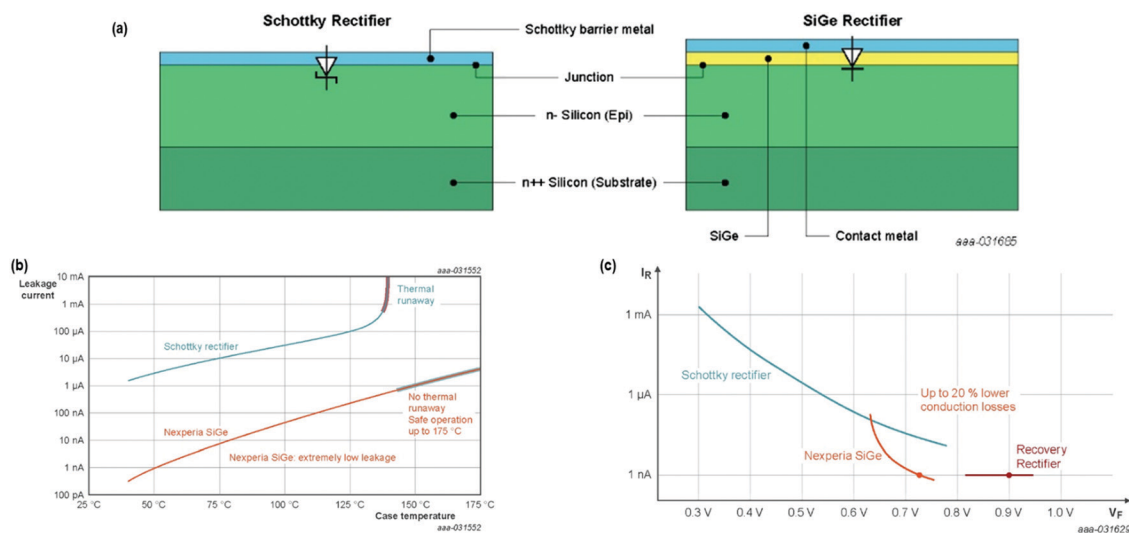 (a)
Schottky Rectifier
SiGe Rectifier
Schottky barrier metal
Junction
n- Silicon (Epi)
n++ Silicon (Substrate)
SiGe
Contact metal
aaa-031685
(b)
aaa-031552
Leakage
current
10 mA
1 mA
100 µA
10 µA
1 µA
100 nA
10 nA
1 nA
100 pA
Thermal
runaway
Schottky rectifier
No thermal
runaway
Safe operation
up to 175 °C
Nexperia SiGe
Nexperia SiGe: extremely low leakage
25 °C
50 °C
75 °C
100 °C
125 °C
150 °C
175 °C
Case temperature
aaa-031552
(c)
IR
1 mA
1 µA
1 nA
Schottky rectifier
Up to 20 % lower
conduction losses
Nexperia SiGe
Recovery
Rectifier
0.3 V
0.4 V
0.5 V
0.6 V
0.7 V
0.8 V
0.9 V
1.0 V
VF
aaa-031629